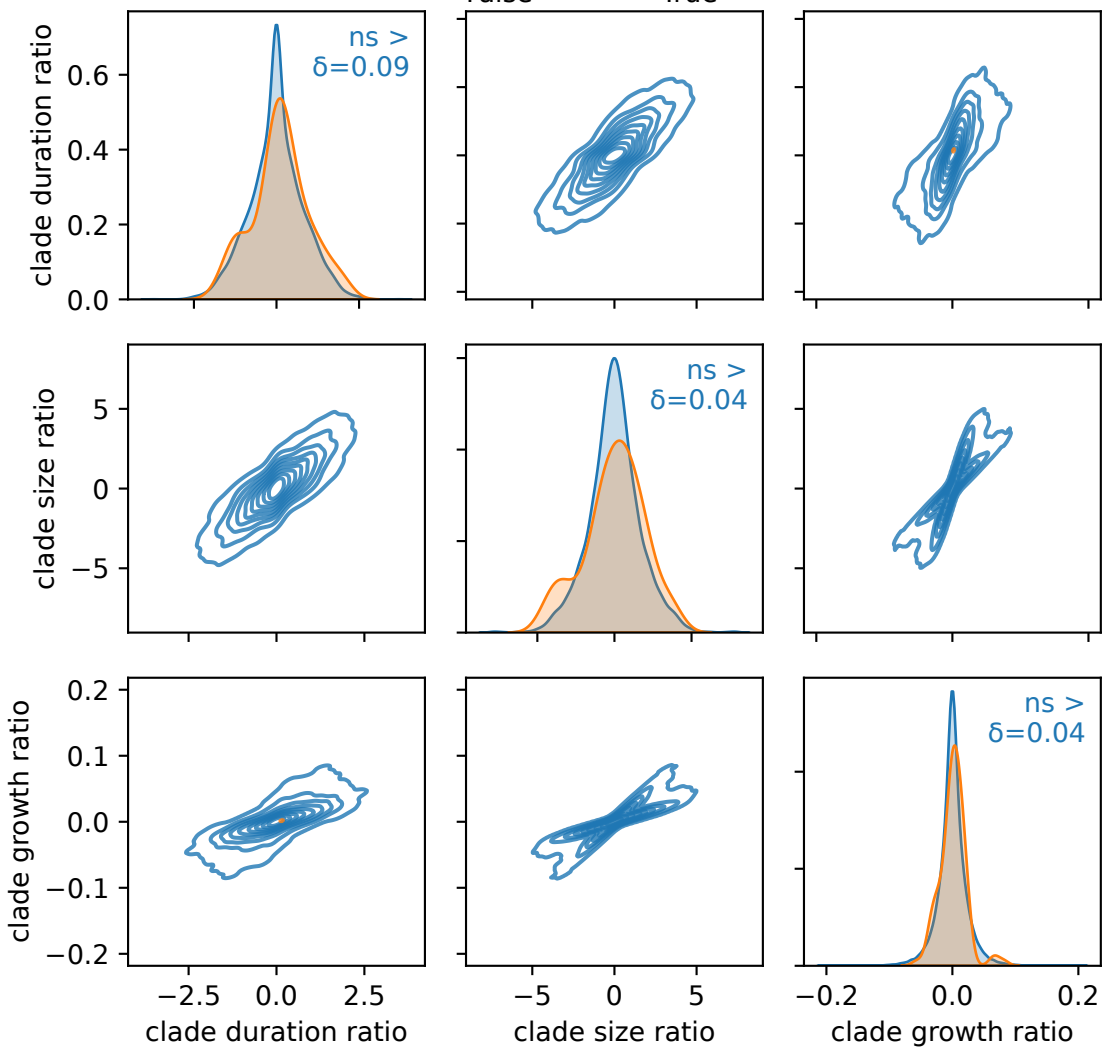 clade duration ratio
0.6
0.4
0.2
0.0
ns >
δ=0.09
clade size ratio
5
0
−5
ns >
δ=0.04
clade growth ratio
0.2
0.1
0.0
−0.1
−0.2
ns >
δ=0.04
−2.5 0.0 2.5
−5 0 5
−0.2 0.0 0.2
clade duration ratio
clade size ratio
clade growth ratio